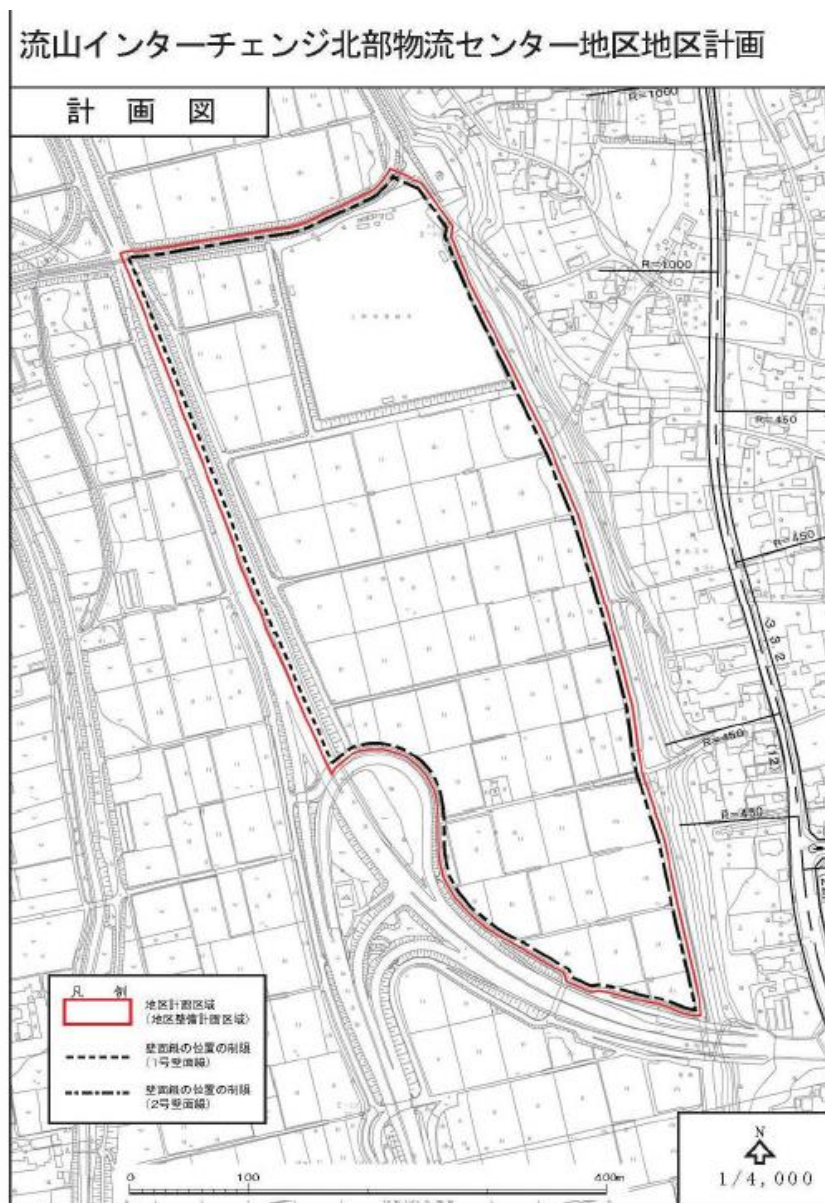 流山インターチェンジ北部物流センター地区地区計画
計 画 図
R=1000
R=1000
R=450
R=450
332
R=450
(12)
R=450
凡 例
地区計画区域
(地区整備計画区域)
壁面線の位置の制限
(1号壁面線)
壁面線の位置の制限
(2号壁面線)
0 100 400m
N
1/4,000